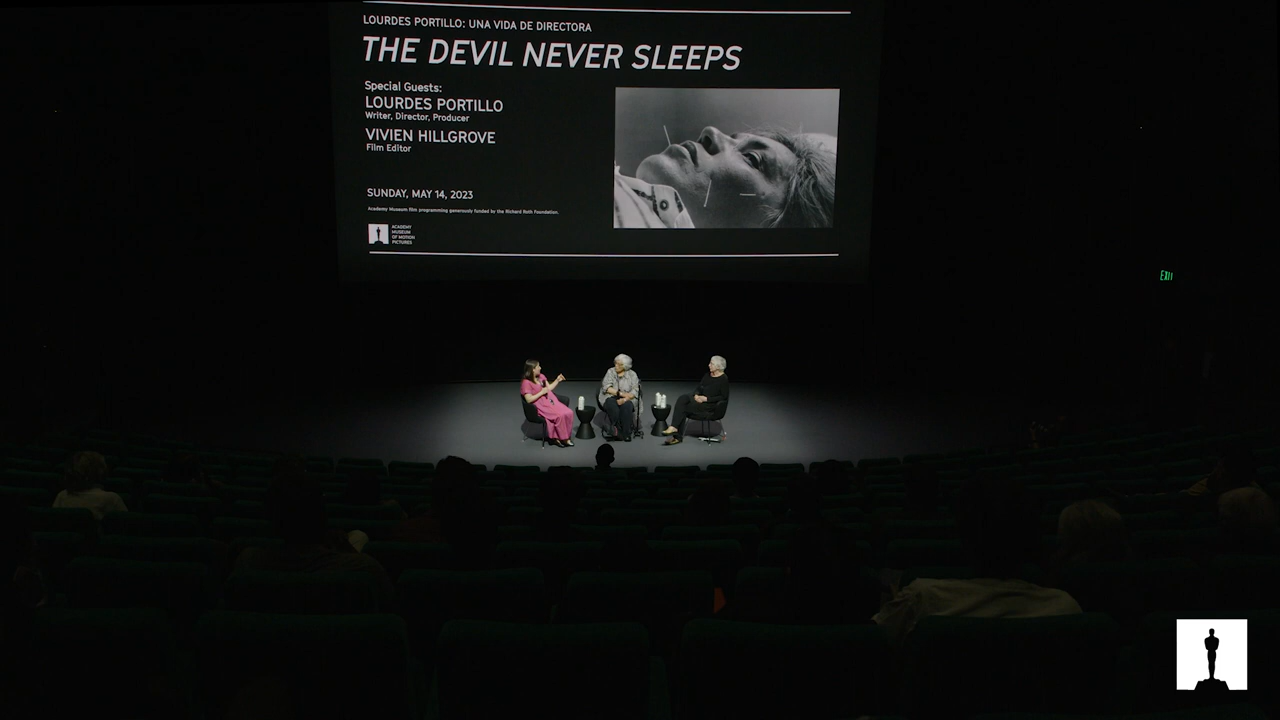 LOURDES PORTILLO: UNA VIDA DE DIRECTORA
THE DEVIL NEVER SLEEPS
Special Guests:
LOURDES PORTILLO
Writer, Director, Producer
VIVIEN HILLGROVE
Film Editor
SUNDAY, MAY 14, 2023
Academy Museum film programming generously funded by the Richard Roth Foundation.
ACADEMY
MUSEUM
OF MOTION
PICTURES
EXIT